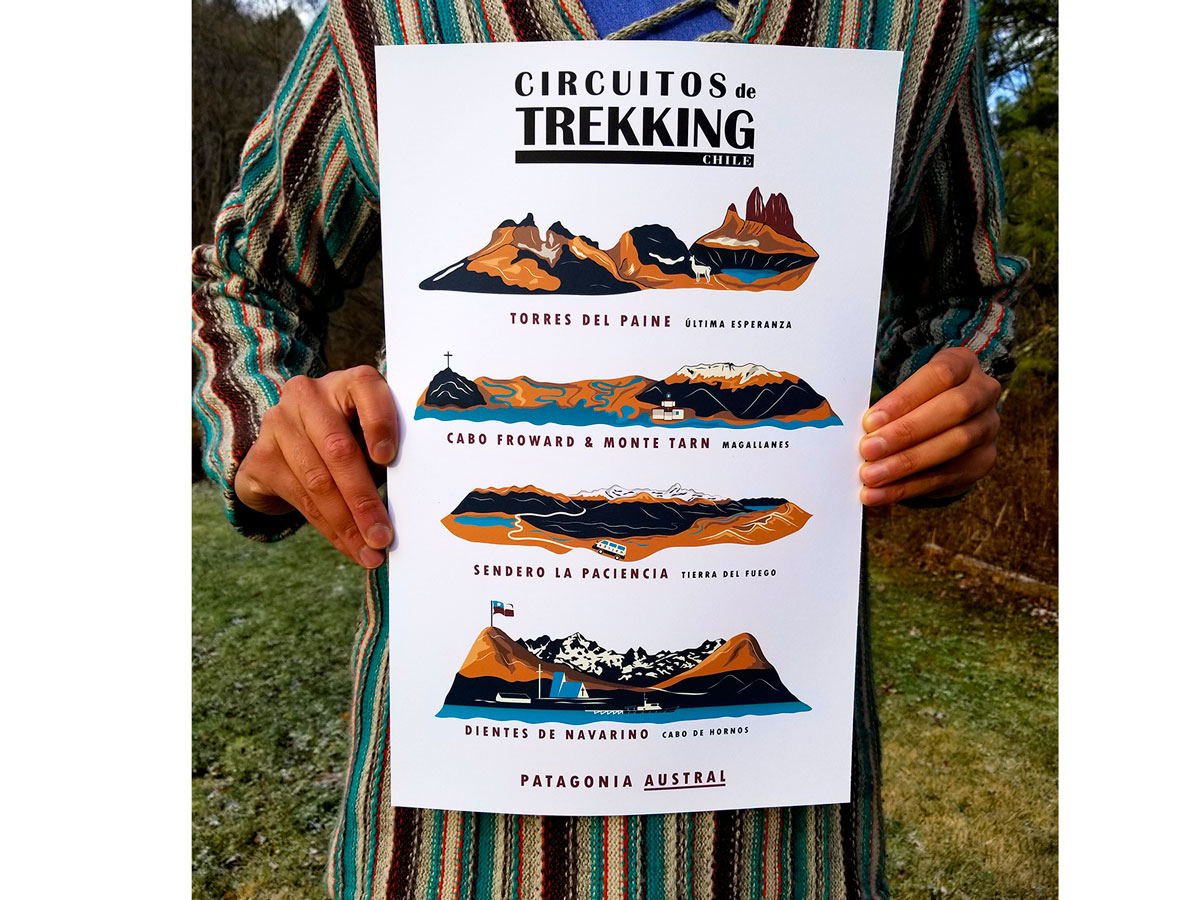 CIRCUITOS de
TREKKING
CHILE
TORRES DEL PAINE ÚLTIMA ESPERANZA
CABO FROWARD & MONTE TARN MAGALLANES
SENDERO LA PACIENCIA TIERRA DEL FUEGO
DIENTES DE NAVARINO CABO DE HORNOS
PATAGONIA AUSTRAL